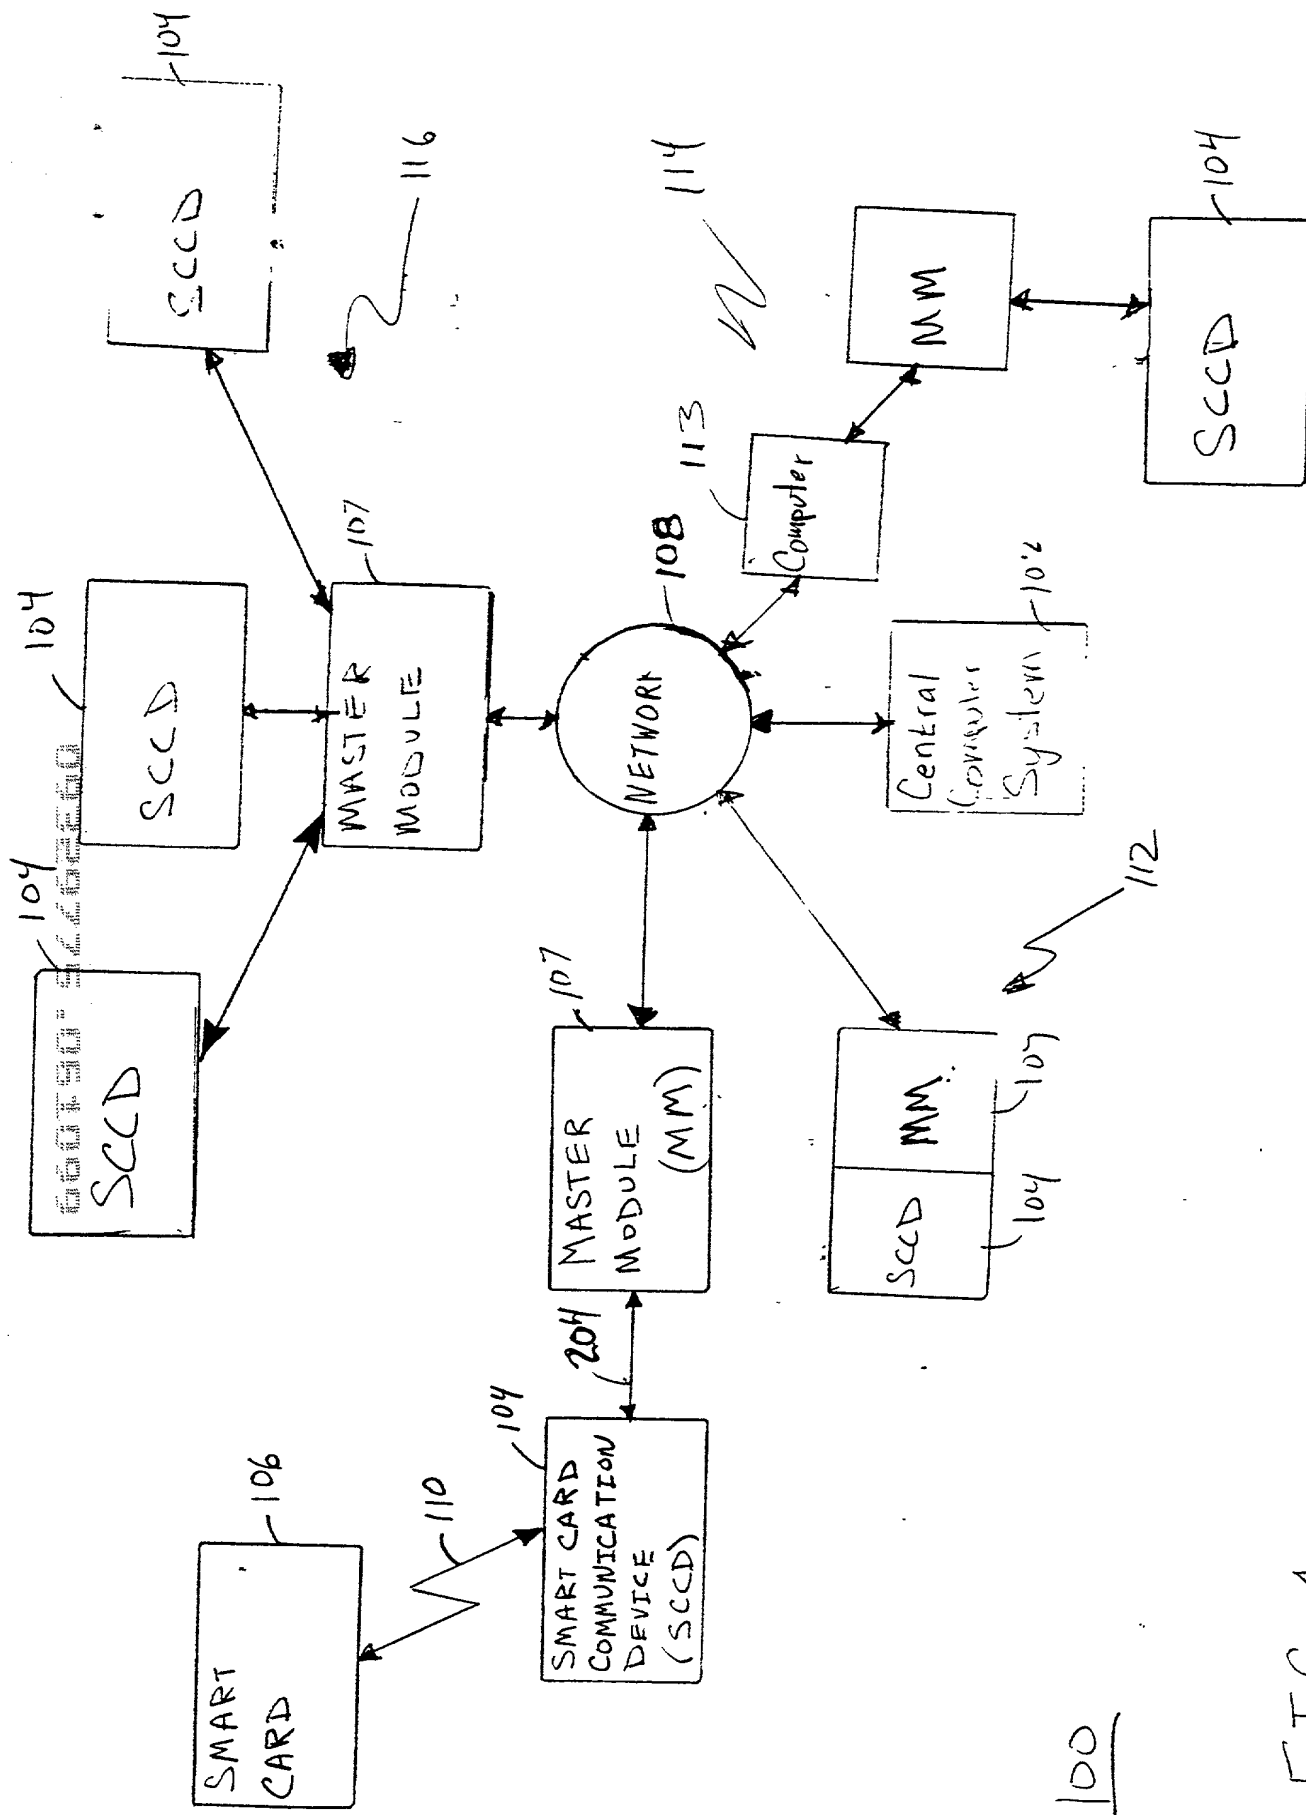 SMART
CARD
106
110
SMART CARD
COMMUNICATION
DEVICE
(SCCD)
104
204
MASTER
MODULE
(MM)
107
SCCD
104
SCCD
104
SCCD
104
MASTER
MODULE
107
116
NETWORK
108
SCCD
MM
104
107
112
Central
Computer
System
Computer
113
MM
114
SCCD
104
100